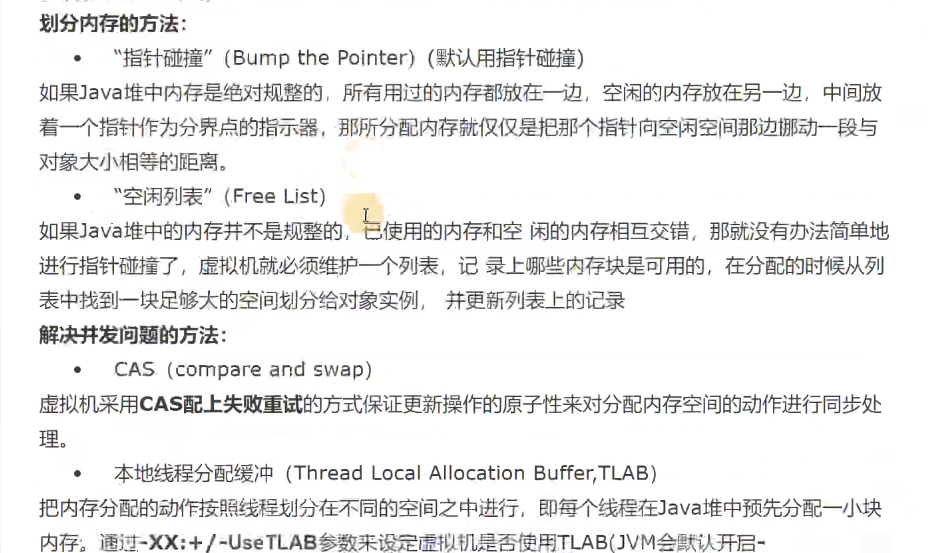 划分内存的方法：
• “指针碰撞”（Bump the Pointer）(默认用指针碰撞)
如果Java堆中内存是绝对规整的，所有用过的内存都放在一边，空闲的内存放在另一边，中间放
着一个指针作为分界点的指示器，那所分配内存就仅仅是把那个指针向空闲空间那边挪动一段与
对象大小相等的距离。
• “空闲列表”（Free List）
如果Java堆中的内存并不是规整的，已使用的内存和空 闲的内存相互交错，那就没有办法简单地
进行指针碰撞了，虚拟机就必须维护一个列表，记 录上哪些内存块是可用的，在分配的时候从列
表中找到一块足够大的空间划分给对象实例， 并更新列表上的记录
解决并发问题的方法：
• CAS（compare and swap）
虚拟机采用CAS配上失败重试的方式保证更新操作的原子性来对分配内存空间的动作进行同步处
理。
• 本地线程分配缓冲（Thread Local Allocation Buffer,TLAB）
把内存分配的动作按照线程划分在不同的空间之中进行，即每个线程在Java堆中预先分配一小块
内存。通过-XX:+/-UseTLAB参数来设定虚拟机是否使用TLAB(JVM会默认开启-